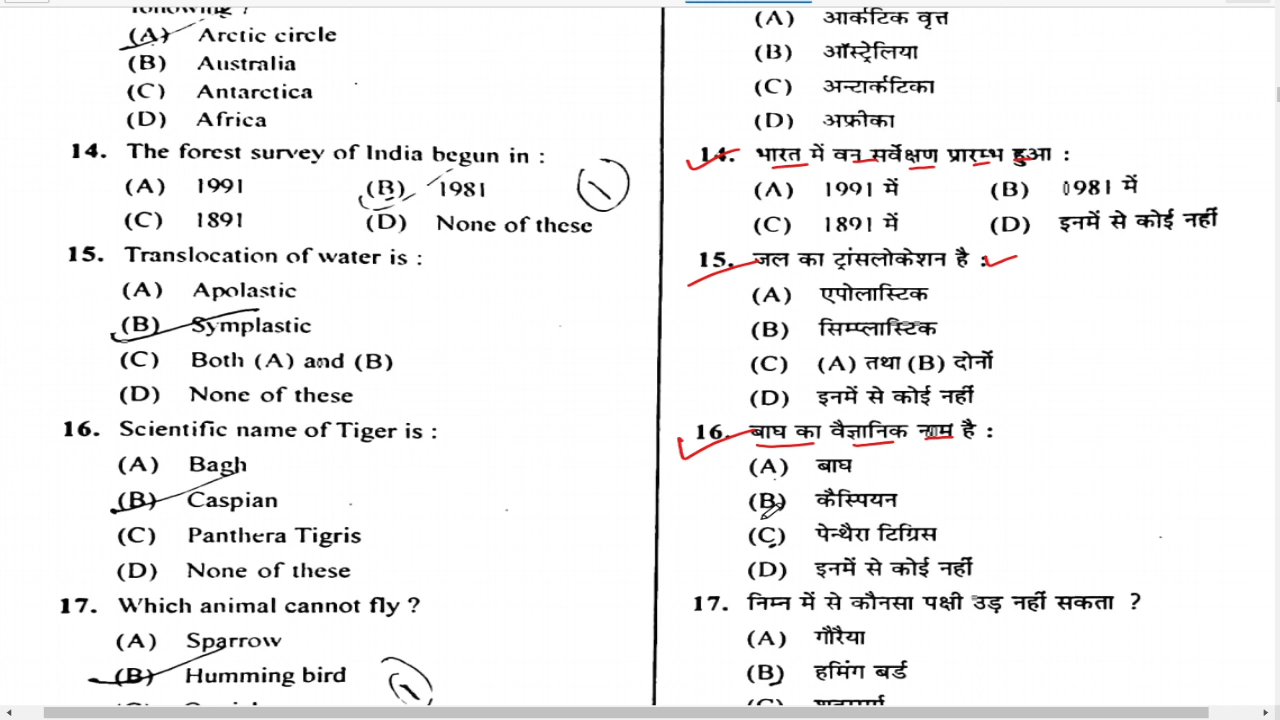 following ?
(A) Arctic circle
(B) Australia
(C) Antarctica
(D) Africa
14. The forest survey of India begun in :
(A) 1991 (B) 1981
(C) 1891 (D) None of these
1
15. Translocation of water is :
(A) Apolastic
(B) Symplastic
(C) Both (A) and (B)
(D) None of these
16. Scientific name of Tiger is :
(A) Bagh
(B) Caspian
(C) Panthera Tigris
(D) None of these
17. Which animal cannot fly ?
(A) Sparrow
(B) Humming bird
1
(A) आर्कटिक वृत्त
(B) ऑस्ट्रेलिया
(C) अन्टार्कटिका
(D) अफ्रीका
14. भारत में वन सर्वेक्षण प्रारम्भ हुआ :
(A) 1991 में (B) 1981 में
(C) 1891 में (D) इनमें से कोई नहीं
15. जल का ट्रांसलोकेशन है :
(A) एपोलास्टिक
(B) सिम्प्लास्टिक
(C) (A) तथा (B) दोनों
(D) इनमें से कोई नहीं
16. बाघ का वैज्ञानिक नाम है :
(A) बाघ
(B) कैस्पियन
(C) पेन्थैरा टिग्रिस
(D) इनमें से कोई नहीं
17. निम्न में से कौनसा पक्षी उड़ नहीं सकता ?
(A) गौरैया
(B) हमिंग बर्ड